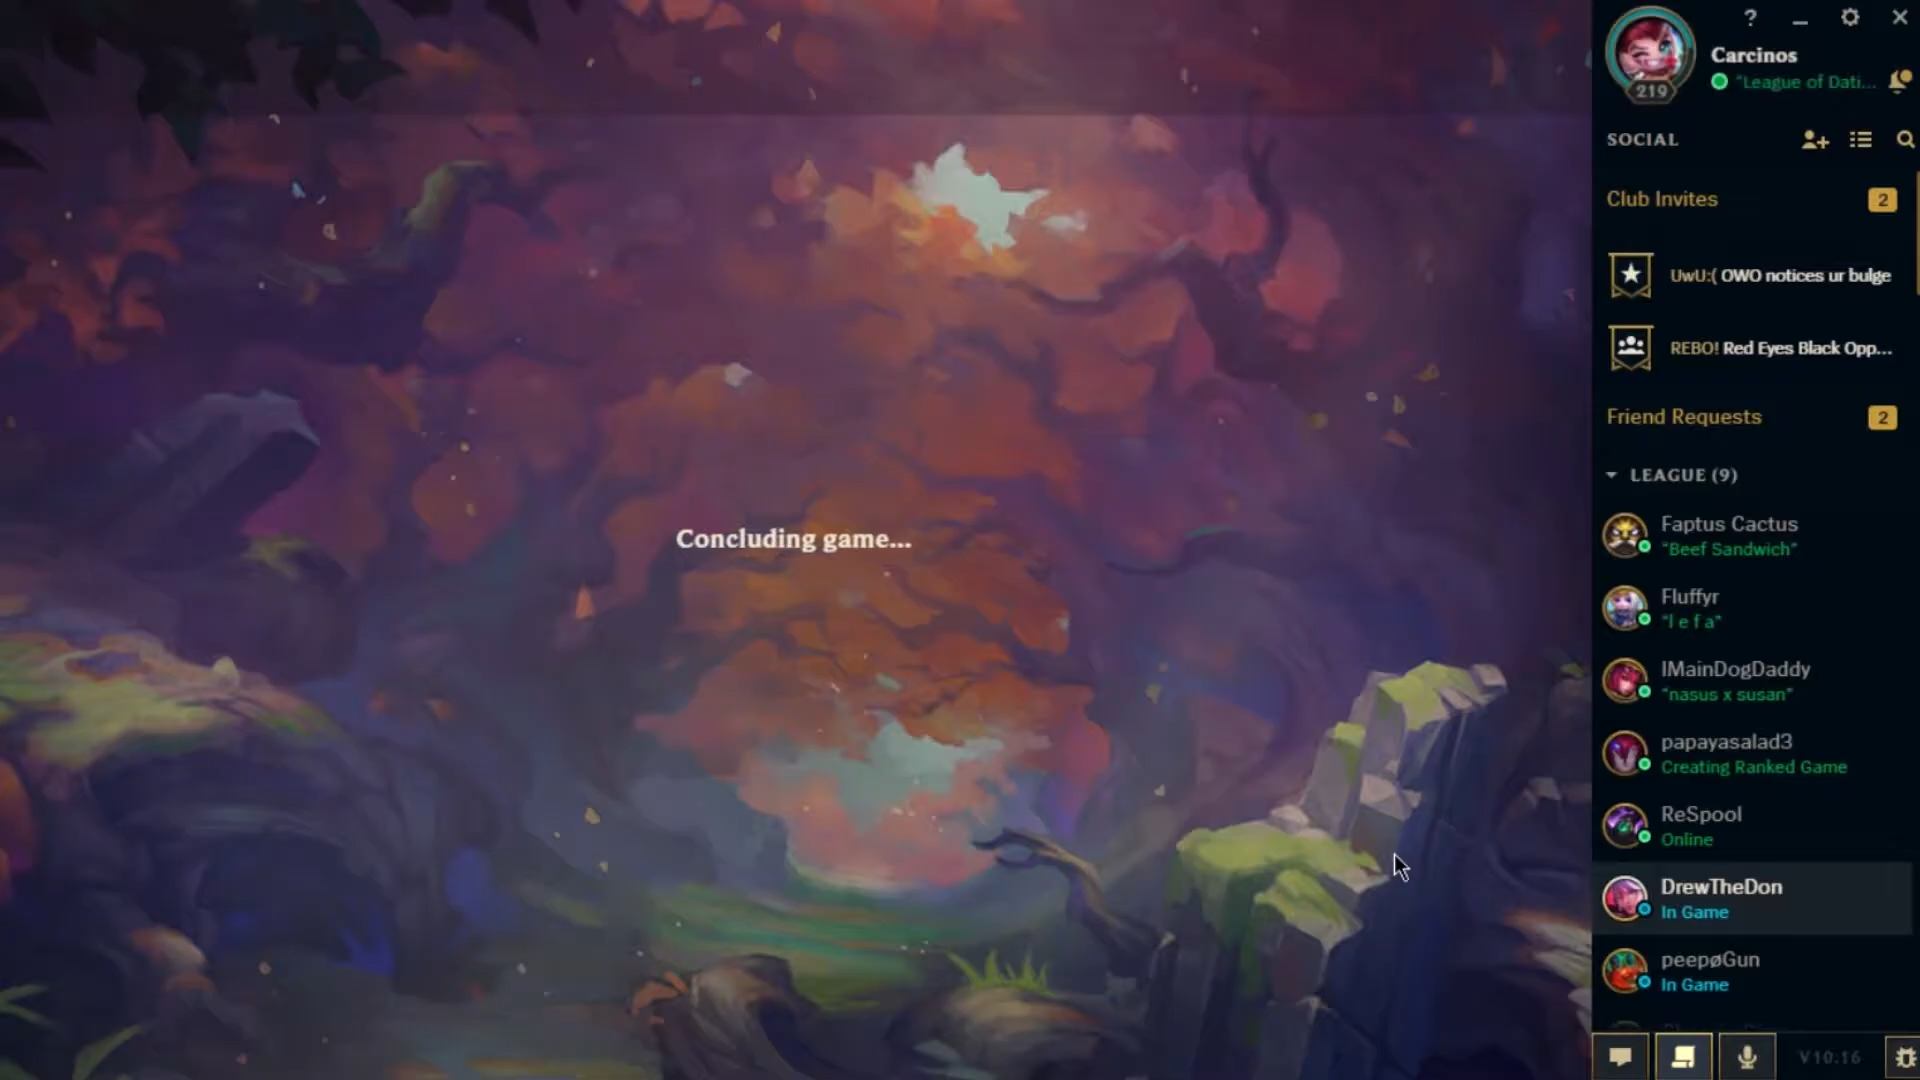 ?
Carcinos
219
"League of Dati...
SOCIAL
Club Invites
2
UwU:( OWO notices ur bulge
REBO! Red Eyes Black Opp...
Friend Requests
2
LEAGUE (9)
Concluding game...
Faptus Cactus
"Beef Sandwich"
Fluffyr
"l e f a"
IMainDogDaddy
"nasus x susan"
papayasalad3
Creating Ranked Game
ReSpool
Online
DrewTheDon
In Game
peepøGun
In Game
V10.16